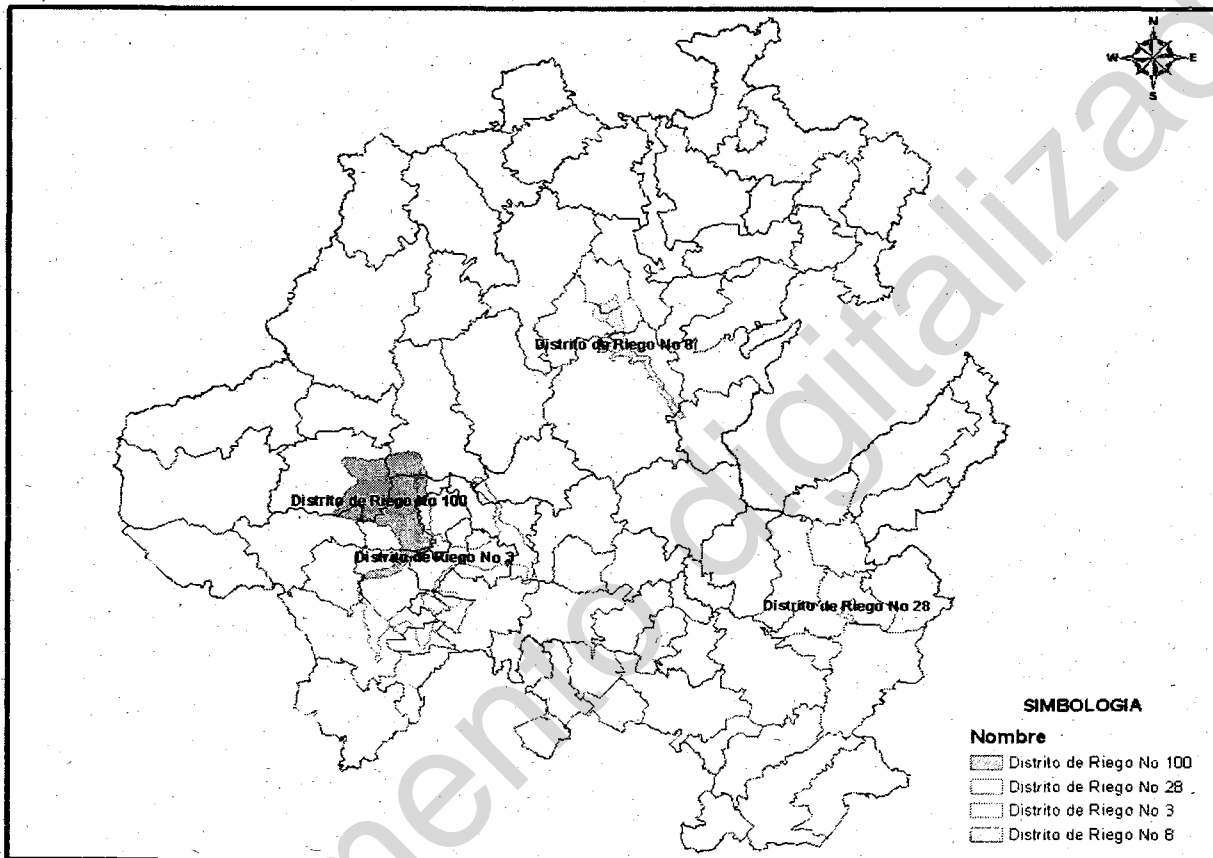 N
W E
S
Distrito de Riego No 8
Distrito de Riego No 100
Distrito de Riego No 3
Distrito de Riego No 28
SIMBOLOGIA
Nombre
Distrito de Riego No 100
Distrito de Riego No 28
Distrito de Riego No 3
Distrito de Riego No 8
mento digitalizad